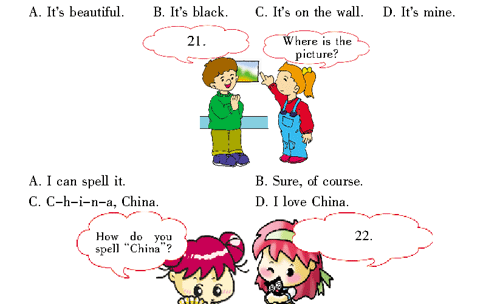 A. It's beautiful. B. It's black. C. It's on the wall. D. It's mine.
21.
Where is the
picture?
A. I can spell it. B. Sure, of course.
C. C-h-i-n-a, China. D. I love China.
How do you
spell "China"?
22.